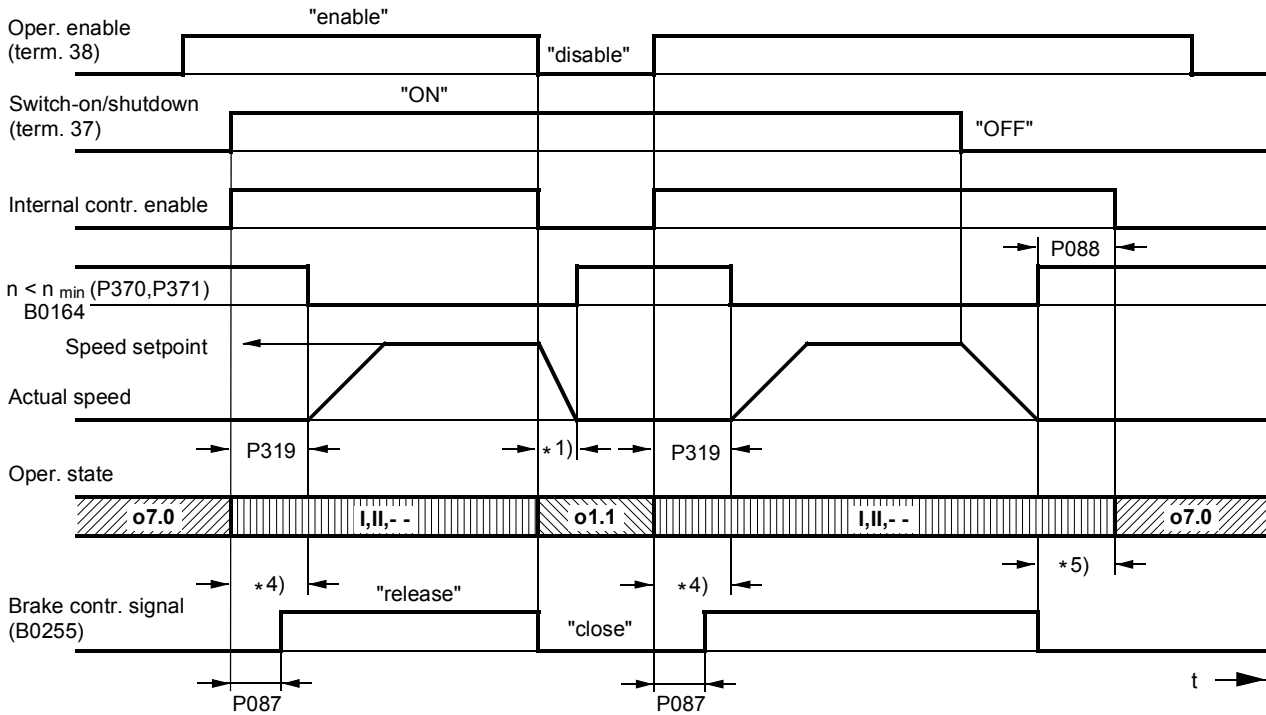 "enable"
Oper. enable
(term. 38)
"disable"
"ON"
Switch-on/shutdown
(term. 37)
"OFF"
Internal contr. enable
P088
n < n min (P370,P371)
B0164
Speed setpoint
Actual speed
P319
*1)
P319
Oper. state
o7.0
I,II,- -
o1.1
I,II,- -
o7.0
*4)
*4)
*5)
"release"
Brake contr. signal
(B0255)
"close"
t
P087
P087